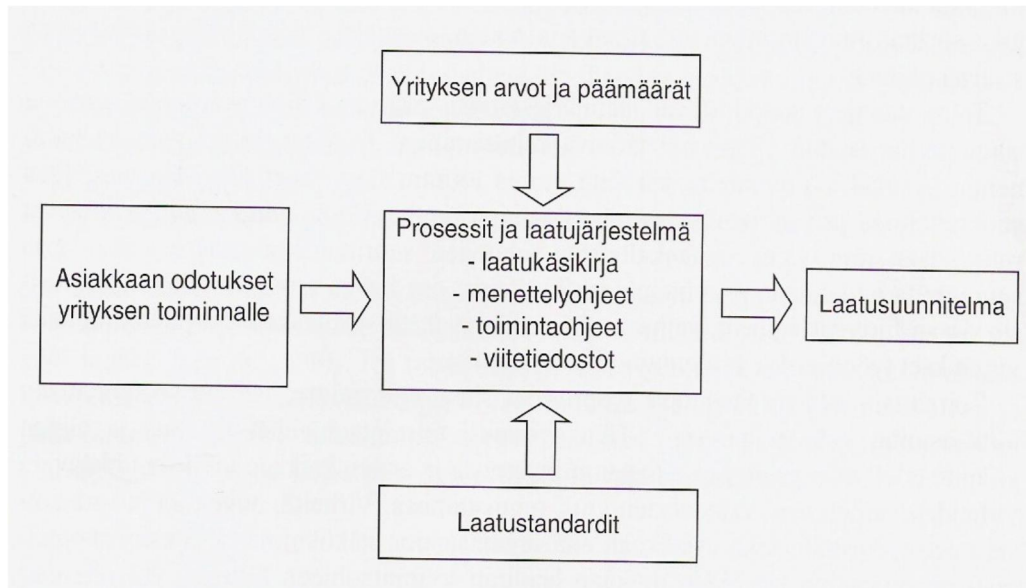 Yrityksen arvot ja päämäärät
Asiakkaan odotukset
yrityksen toiminnalle
Prosessit ja laatujärjestelmä
- laatukäsikirja
- menettelyohjeet
- toimintaohjeet
- viitetiedostot
Laatusuunnitelma
Laatustandardit